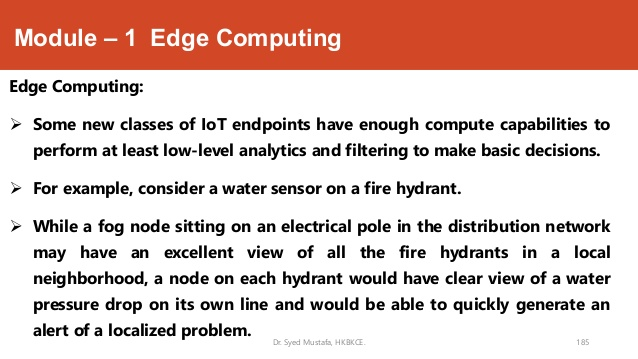 Module – 1 Edge Computing
Edge Computing:
➢ Some new classes of IoT endpoints have enough compute capabilities to
perform at least low-level analytics and filtering to make basic decisions.
➢ For example, consider a water sensor on a fire hydrant.
➢ While a fog node sitting on an electrical pole in the distribution network
may have an excellent view of all the fire hydrants in a local
neighborhood, a node on each hydrant would have clear view of a water
pressure drop on its own line and would be able to quickly generate an
alert of a localized problem.
Dr. Syed Mustafa, HKBKCE.
185